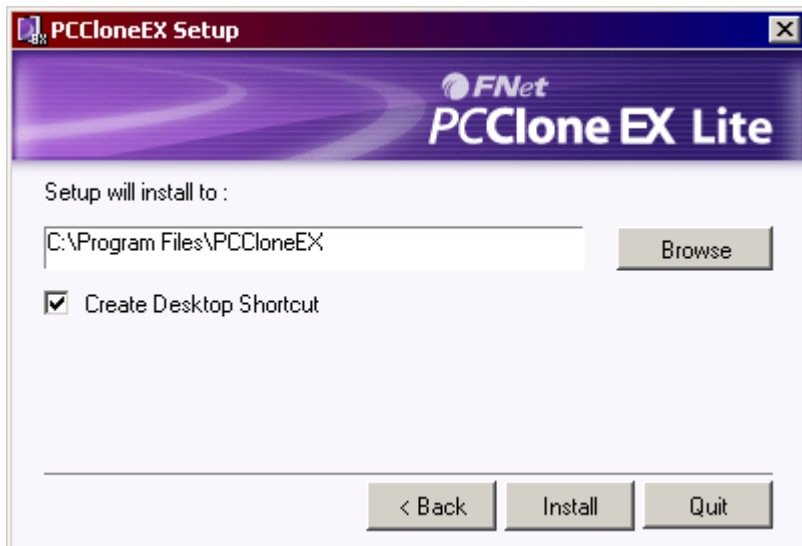 PCCloneEX Setup
FNet
PCClone EX Lite
Setup will install to :
C:\Program Files\PCCloneEX
Browse
Create Desktop Shortcut
< Back
Install
Quit